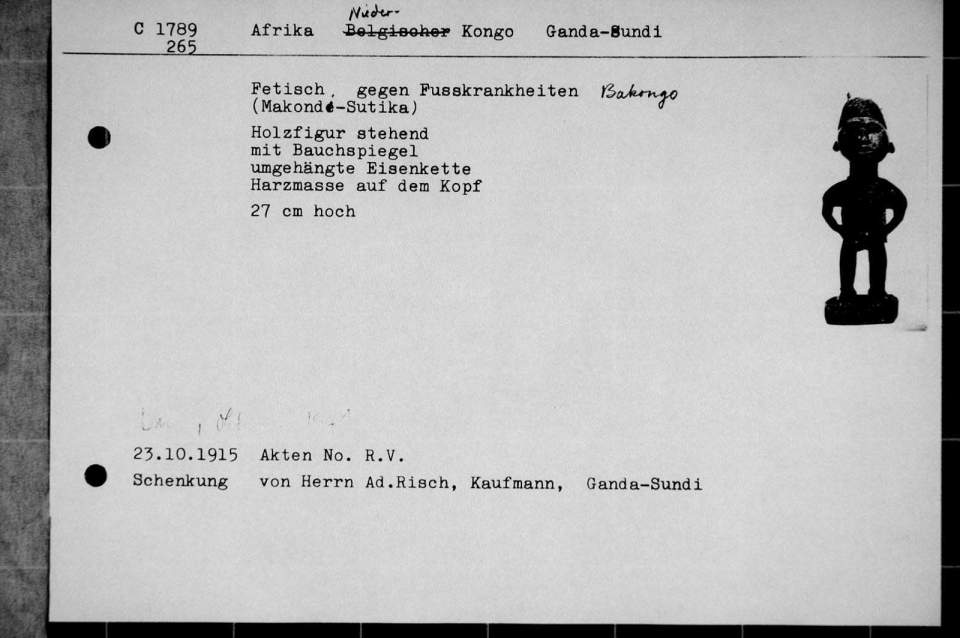 Nieder-
C 1789 Afrika Belgischer Kongo Ganda-Sundi
265
Fetisch, gegen Fusskrankheiten Bakongo
(Makondé-Sutika)
Holzfigur stehend
mit Bauchspiegel
umgehängte Eisenkette
Harzmasse auf dem Kopf
27 cm hoch
23.10.1915 Akten No. R.V.
Schenkung von Herrn Ad.Risch, Kaufmann, Ganda-Sundi